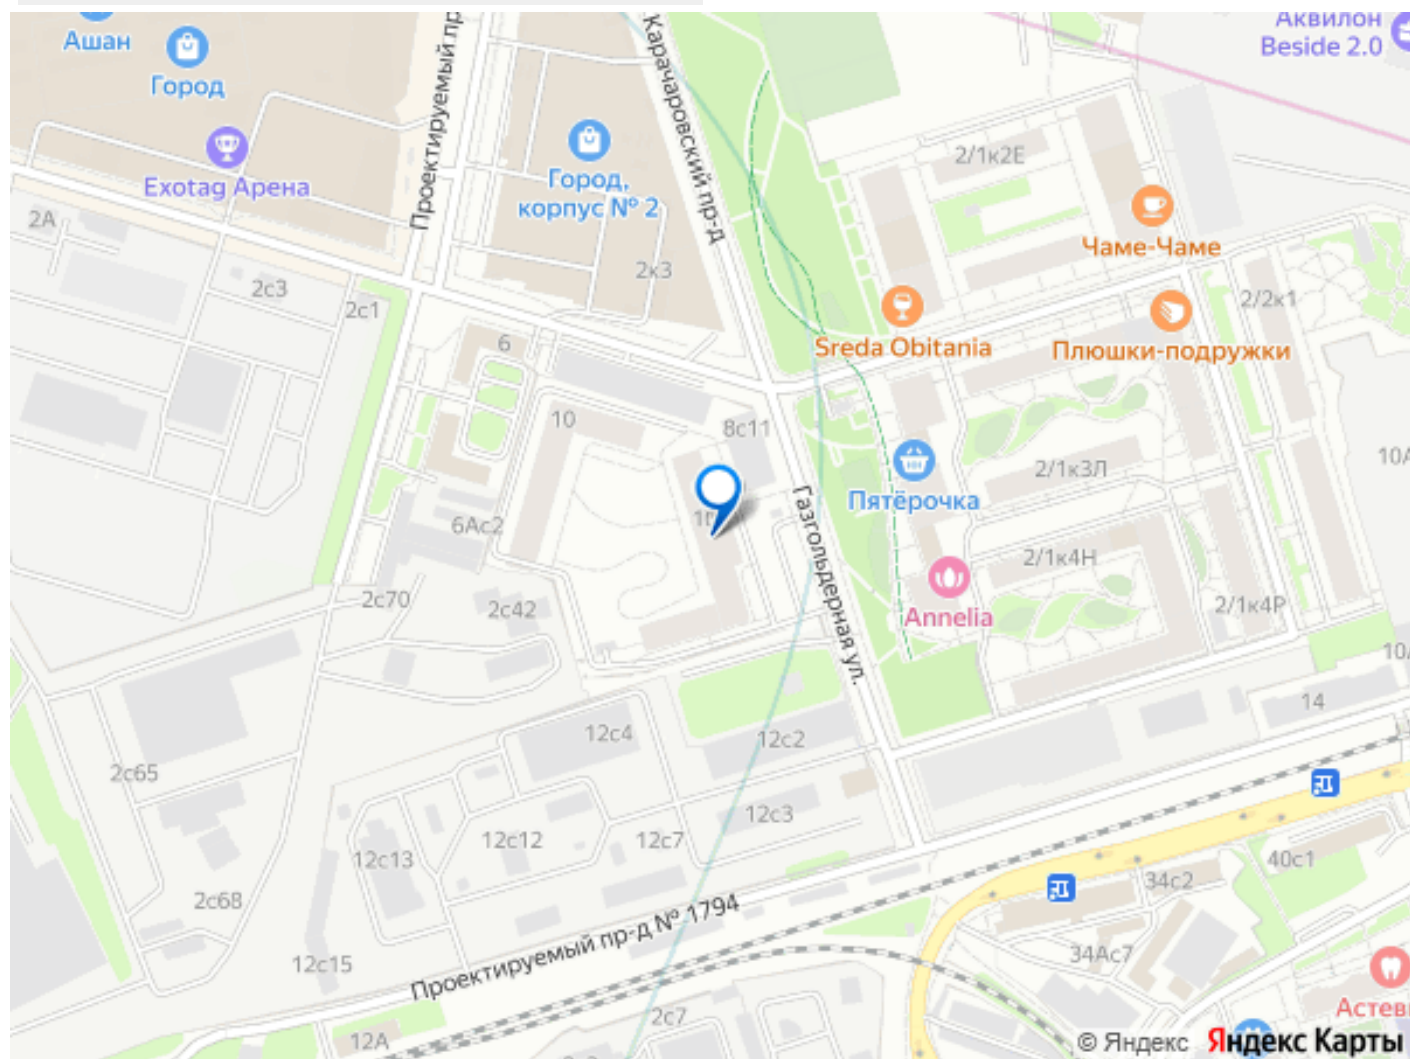 Ашан
Город
Exotag Арена
Проектируемый пр
Карачаровский пр-д
Аквилон
Beside 2.0
Город,
корпус № 2
2/1к2Е
Чаме-Чаме
2А
2с3
2с1
2к3
2/2к1
6
Sreda Obitania
Плюшки-подружки
10
8с11
2/1к3Л
Пятёрочка
6Ас2
Газгольдерная ул.
2/1к4Н
2с70
2с42
Annelia
2/1к4Р
14
12с4
12с2
2с65
12с3
12с12
12с7
12с13
40с1
34с2
2с68
Проектируемый пр-д № 1794
34Ас7
12с15
2с7
12А
Астев
© Яндекс Яндекс Карты